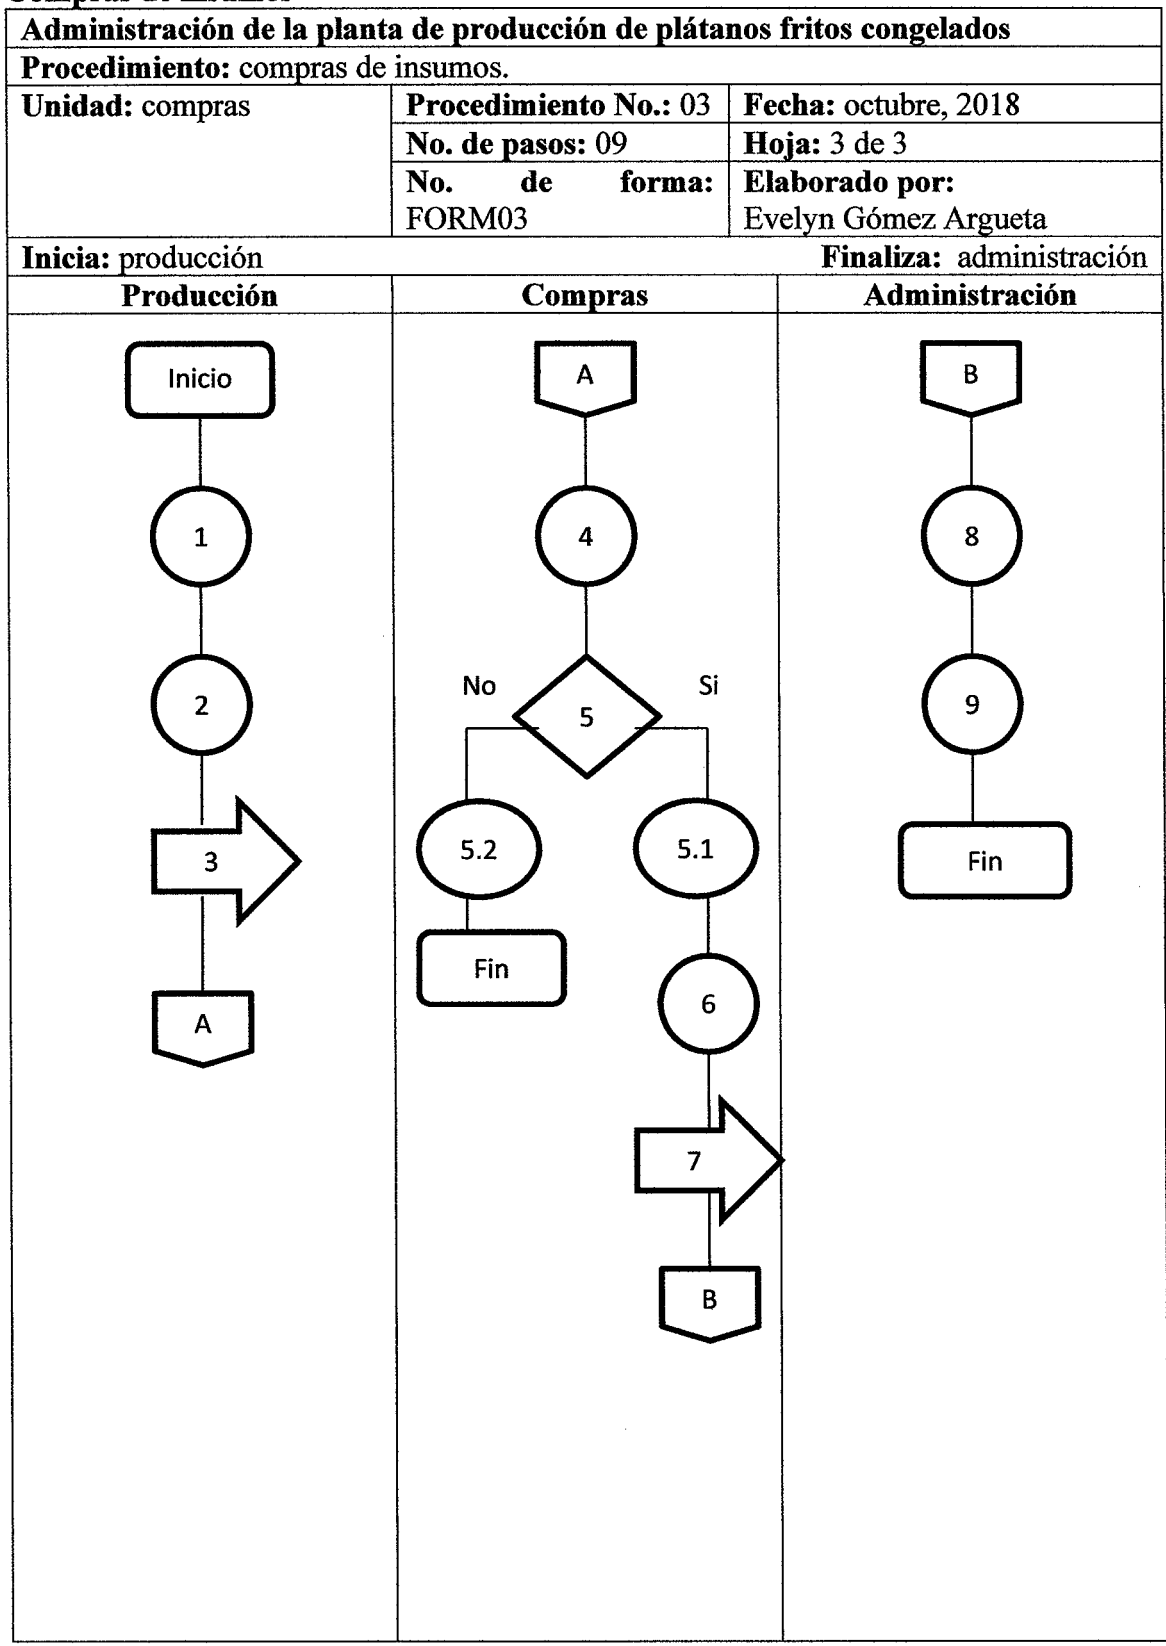 Administración de la planta de producción de plátanos fritos congelados
Procedimiento: compras de insumos.
Unidad: compras
Procedimiento No.: 03
Fecha: octubre, 2018
No. de pasos: 09
Hoja: 3 de 3
No. de forma:
FORM03
Elaborado por:
Evelyn Gómez Argueta
Inicia: producción
Finaliza: administración
Producción
Compras
Administración
Inicio
1
2
3
A
A
4
5
No
Si
5.2
5.1
Fin
6
7
B
B
8
9
Fin